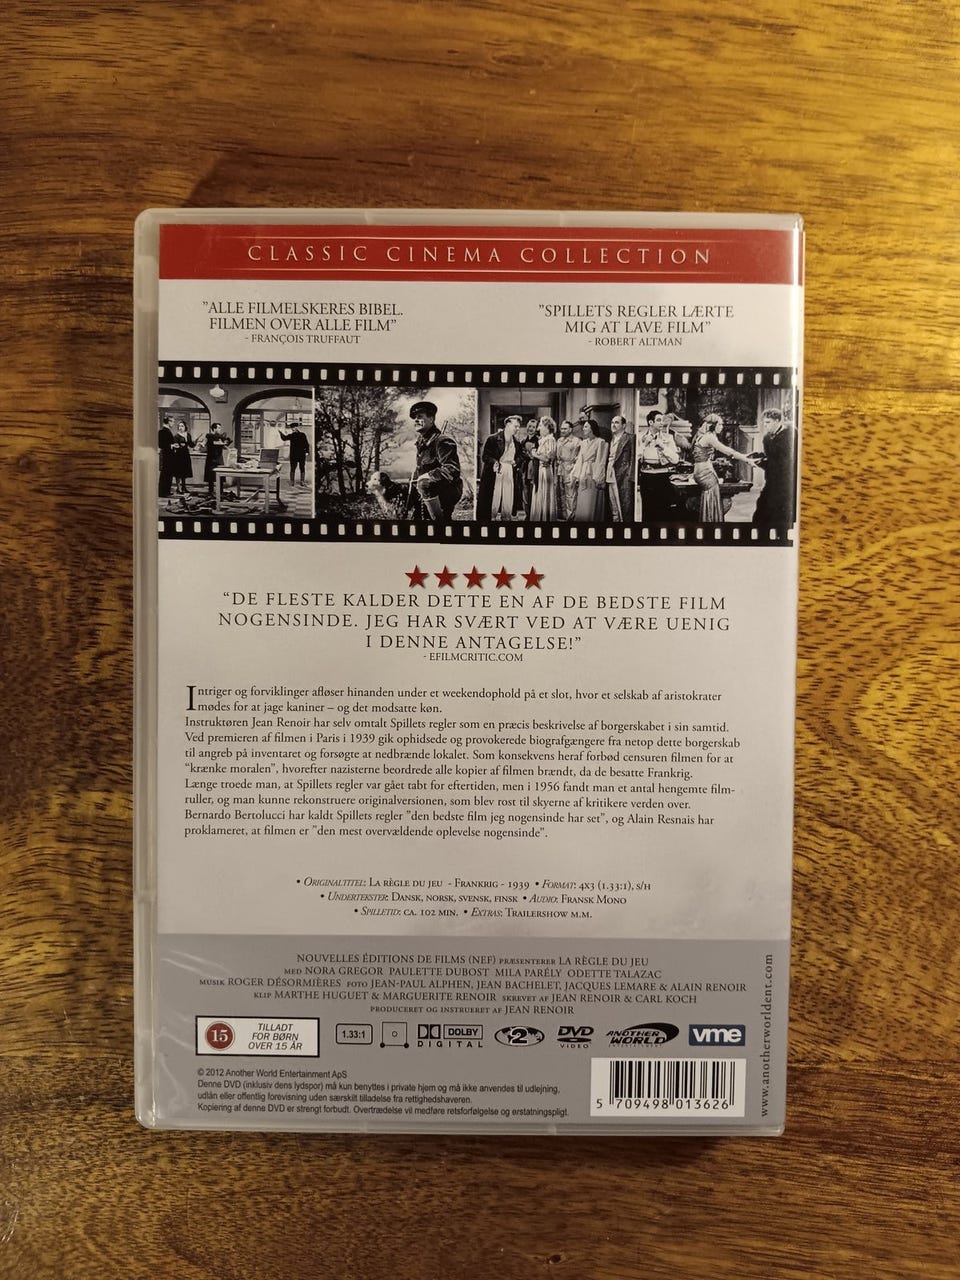 CLASSIC CINEMA COLLECTION
"ALLE FILMELSKERES BIBEL.
FILMEN OVER ALLE FILM"
- FRANÇOIS TRUFFAUT
"SPILLETS REGLER LÆRTE
MIG AT LAVE FILM"
- ROBERT ALTMAN
"DE FLESTE KALDER DETTE EN AF DE BEDSTE FILM
NOGENSINDE. JEG HAR SVÆRT VED AT VÆRE UENIG
I DENNE ANTAGELSE!"
- EFILMCRITIC.COM
Intriger og forviklinger afløser hinanden under et weekendophold på et slot, hvor et selskab af aristokrater
mødes for at jage kaniner – og det modsatte køn.
Instruktøren Jean Renoir har selv omtalt Spillets regler som en præcis beskrivelse af borgerskabet i sin samtid.
Ved premieren af filmen i Paris i 1939 gik ophidsede og provokerede biografgængere fra netop dette borgerskab
til angreb på inventaret og forsøgte at nedbrænde lokalet. Som konsekvens heraf forbød censuren filmen for at
"krænke moralen", hvorefter nazisterne beordrede alle kopier af filmen brændt, da de besatte Frankrig.
Længe troede man, at Spillets regler var gået tabt for eftertiden, men i 1956 fandt man et antal hengemte film-
ruller, og man kunne rekonstruere originalversionen, som blev rost til skyerne af kritikere verden over.
Bernardo Bertolucci har kaldt Spillets regler "den bedste film jeg nogensinde har set", og Alain Resnais har
proklameret, at filmen er "den mest overvældende oplevelse nogensinde".
• ORIGINALTITEL: LA RÈGLE DU JEU - FRANKRIG - 1939 • FORMAT: 4X3 (1.33:1), S/H
• UNDERTEKSTER: DANSK, NORSK, SVENSK, FINSK • AUDIO: FRANSK MONO
• SPILLETID: CA. 102 MIN. • EXTRAS: TRAILERSHOW M.M.
NOUVELLES ÉDITIONS DE FILMS (NEF) PRÆSENTERER LA RÈGLE DU JEU
MED NORA GREGOR PAULETTE DUBOST MILA PARÉLY ODETTE TALAZAC
MUSIK ROGER DÉSORMIÈRES FOTO JEAN-PAUL ALPHEN, JEAN BACHELET, JACQUES LEMARE & ALAIN RENOIR
KLIP MARTHE HUGUET & MARGUERITE RENOIR SKREVET AF JEAN RENOIR & CARL KOCH
PRODUCERET OG INSTRUERET AF JEAN RENOIR
15 TILLADT
FOR BØRN
OVER 15 ÅR
1.33:1
DOLBY
DIGITAL
2
DVD
VIDEO
ANOTHER
WORLD
ENTERTAINMENT
vme
© 2012 Another World Entertainment ApS
Denne DVD (inklusiv dens lydspor) må kun benyttes i private hjem og må ikke anvendes til udlejning,
udlån eller offentlig forevisning uden særskilt tilladelse fra rettighedshaveren.
Kopiering af denne DVD er strengt forbudt. Overtrædelse vil medføre retsforfølgelse og erstatningspligt.
5 709498 013626
www.anotherworldent.com